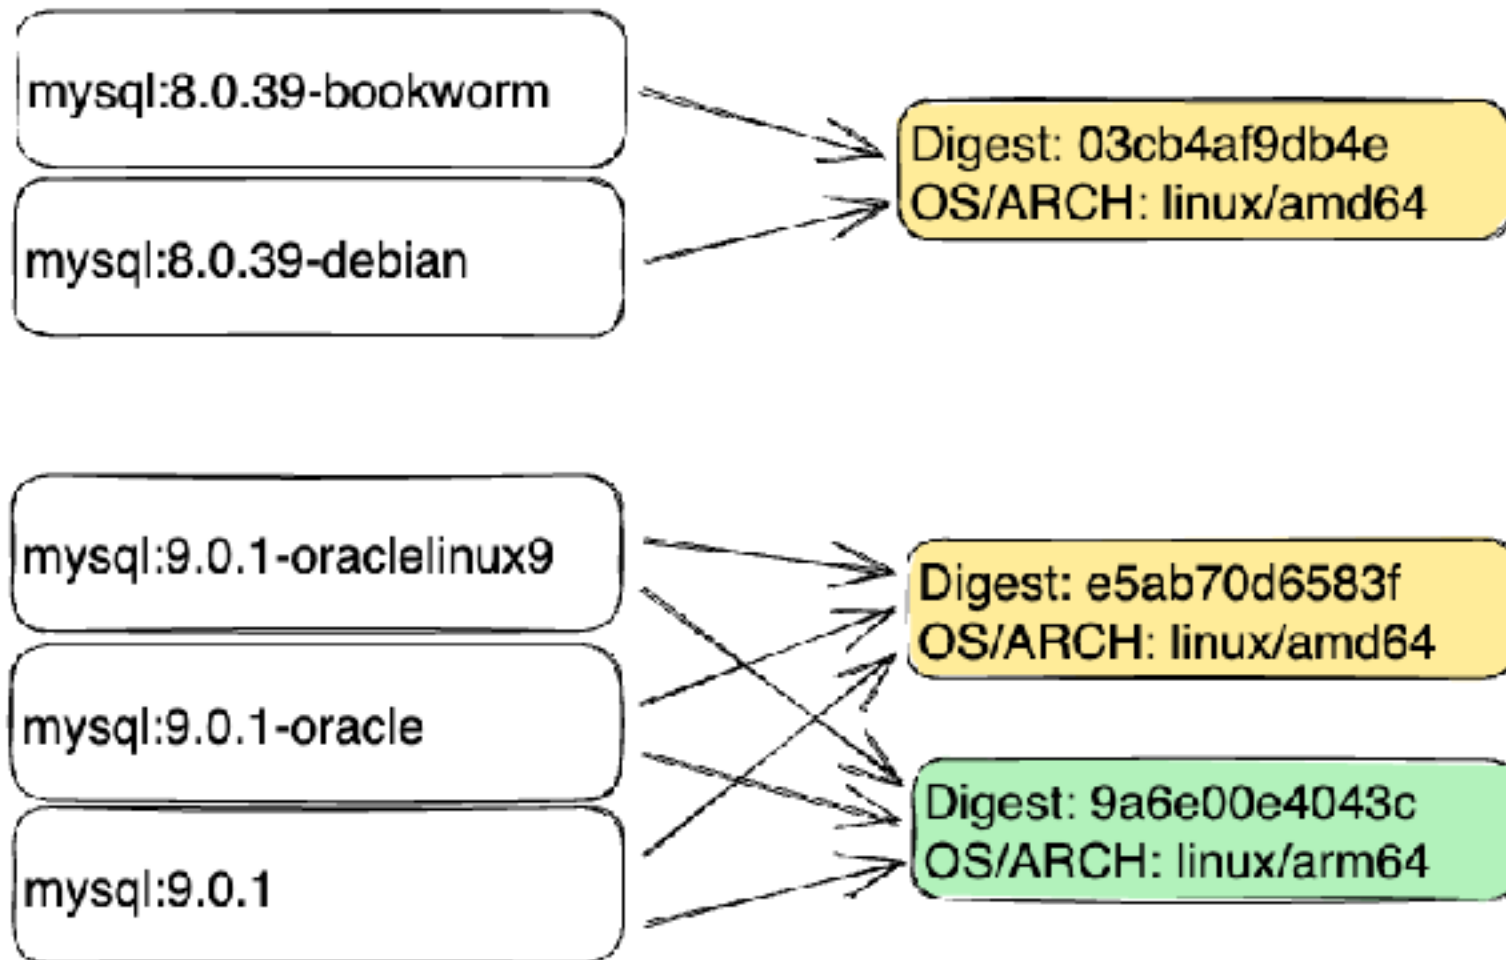 mysql:8.0.39-bookworm
mysql:8.0.39-debian
Digest: 03cb4af9db4e
OS/ARCH: linux/amd64
mysql:9.0.1-oraclelinux9
mysql:9.0.1-oracle
mysql:9.0.1
Digest: e5ab70d6583f
OS/ARCH: linux/amd64
Digest: 9a6e00e4043c
OS/ARCH: linux/arm64